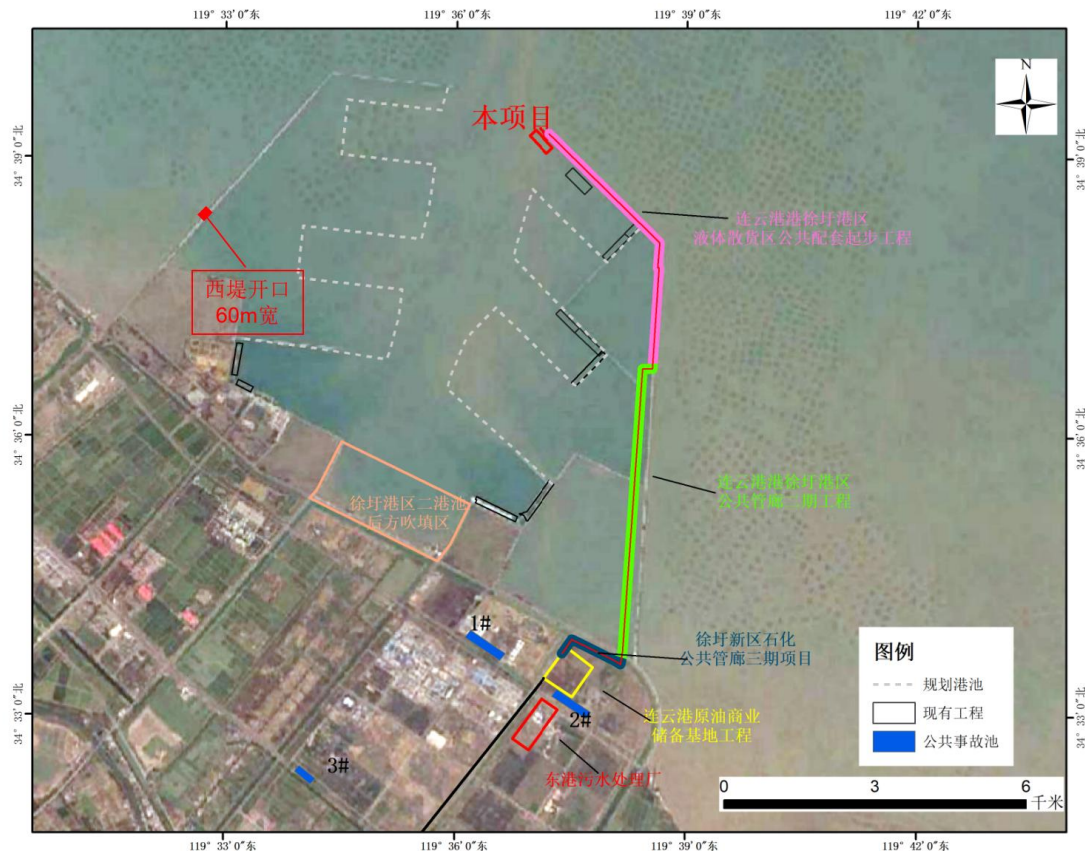 119° 33′ 0″东
119° 36′ 0″东
119° 39′ 0″东
119° 42′ 0″东
N
本项目
34° 39′ 0″北
34° 39′ 0″北
连云港港徐圩港区
液体散货区公共配套起步工程
西堤开口
60m宽
34° 36′ 0″北
34° 36′ 0″北
连云港港徐圩港区
公共管廊二期工程
徐圩港区二港池
后方吹填区
1#
徐圩新区石化
公共管廊三期项目
图例
规划港池
现有工程
公共事故池
34° 33′ 0″北
34° 33′ 0″北
2#
连云港原油商业
储备基地工程
3#
东港污水处理厂
0
3
6
千米
119° 33′ 0″东
119° 36′ 0″东
119° 39′ 0″东
119° 42′ 0″东